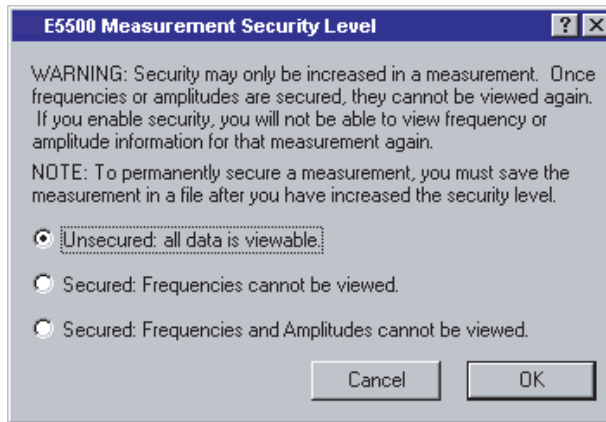 E5500 Measurement Security Level
WARNING: Security may only be increased in a measurement. Once
frequencies or amplitudes are secured, they cannot be viewed again.
If you enable security, you will not be able to view frequency or
amplitude information for that measurement again.
NOTE: To permanently secure a measurement, you must save the
measurement in a file after you have increased the security level.
Unsecured: all data is viewable.
Secured: Frequencies cannot be viewed.
Secured: Frequencies and Amplitudes cannot be viewed.
Cancel OK